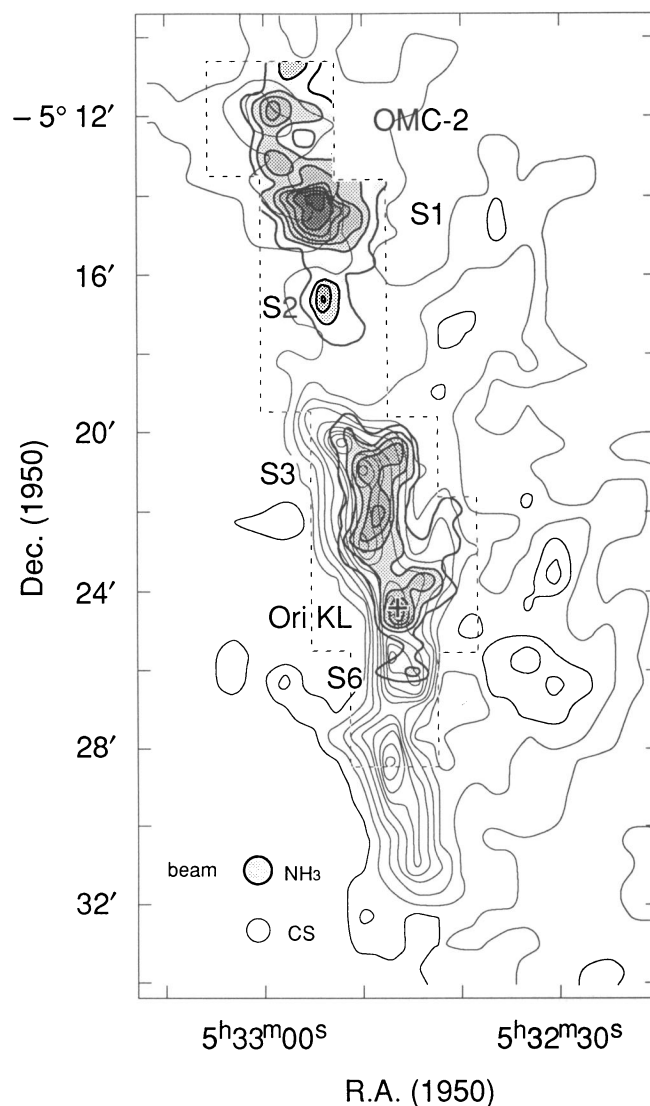 – 5° 12′
OMC-2
S1
16′
S2
20′
S3
Dec. (1950)
24′
Ori KL
S6
28′
beam NH₃
32′
CS
5ʰ33ᵐ00ˢ 5ʰ32ᵐ30ˢ
R.A. (1950)